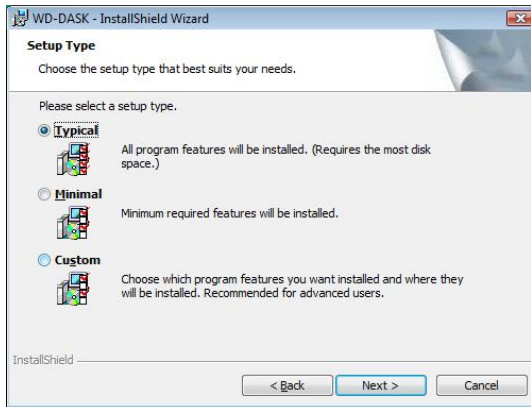 WD-DASK - InstallShield Wizard
Setup Type
Choose the setup type that best suits your needs.
Please select a setup type.
Typical
All program features will be installed. (Requires the most disk
space.)
Minimal
Minimum required features will be installed.
Custom
Choose which program features you want installed and where they
will be installed. Recommended for advanced users.
InstallShield
< Back
Next >
Cancel